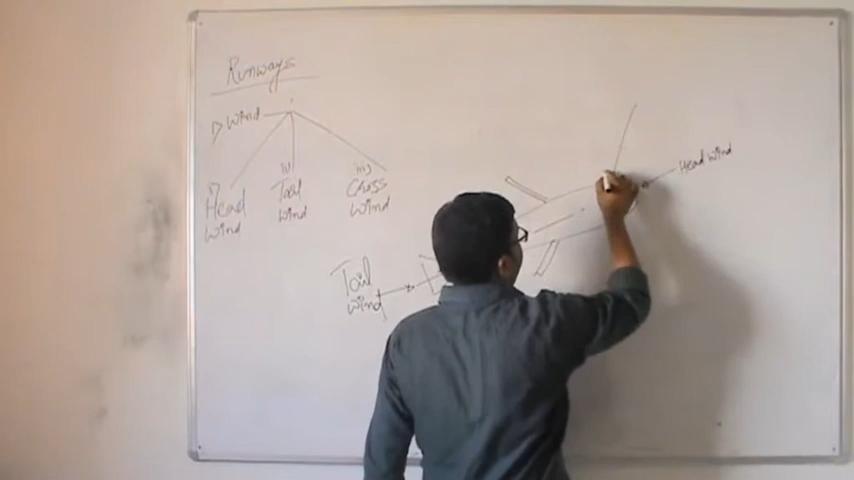 Runways
1) Wind
i) Head
wind
ii)
Tail
wind
iii)
Cross
wind
Tail
wind
Head wind